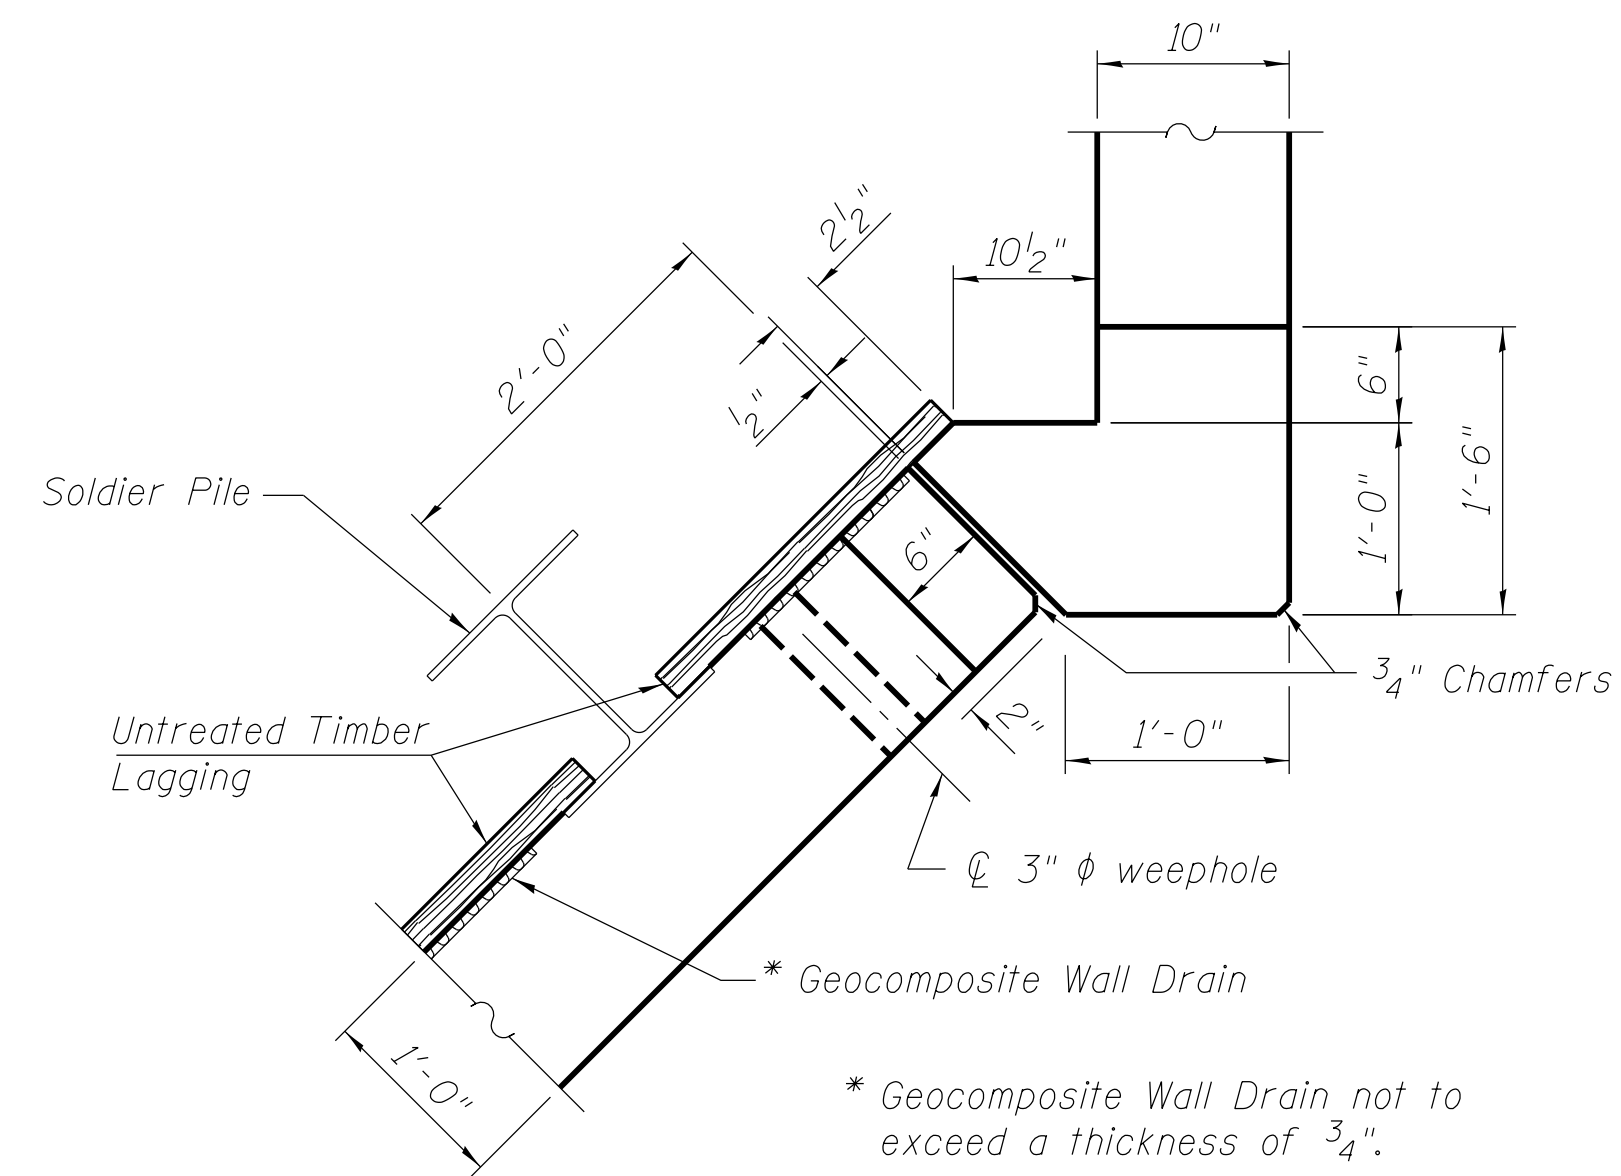 10"
2½"
10½"
2'-0"
½"
6"
6"
1'-0"
1'-6"
Soldier Pile
¾" Chamfers
2"
1'-0"
Untreated Timber
Lagging
℄ 3" ϕ weephole
* Geocomposite Wall Drain
1'-0"
* Geocomposite Wall Drain not to
exceed a thickness of ¾".